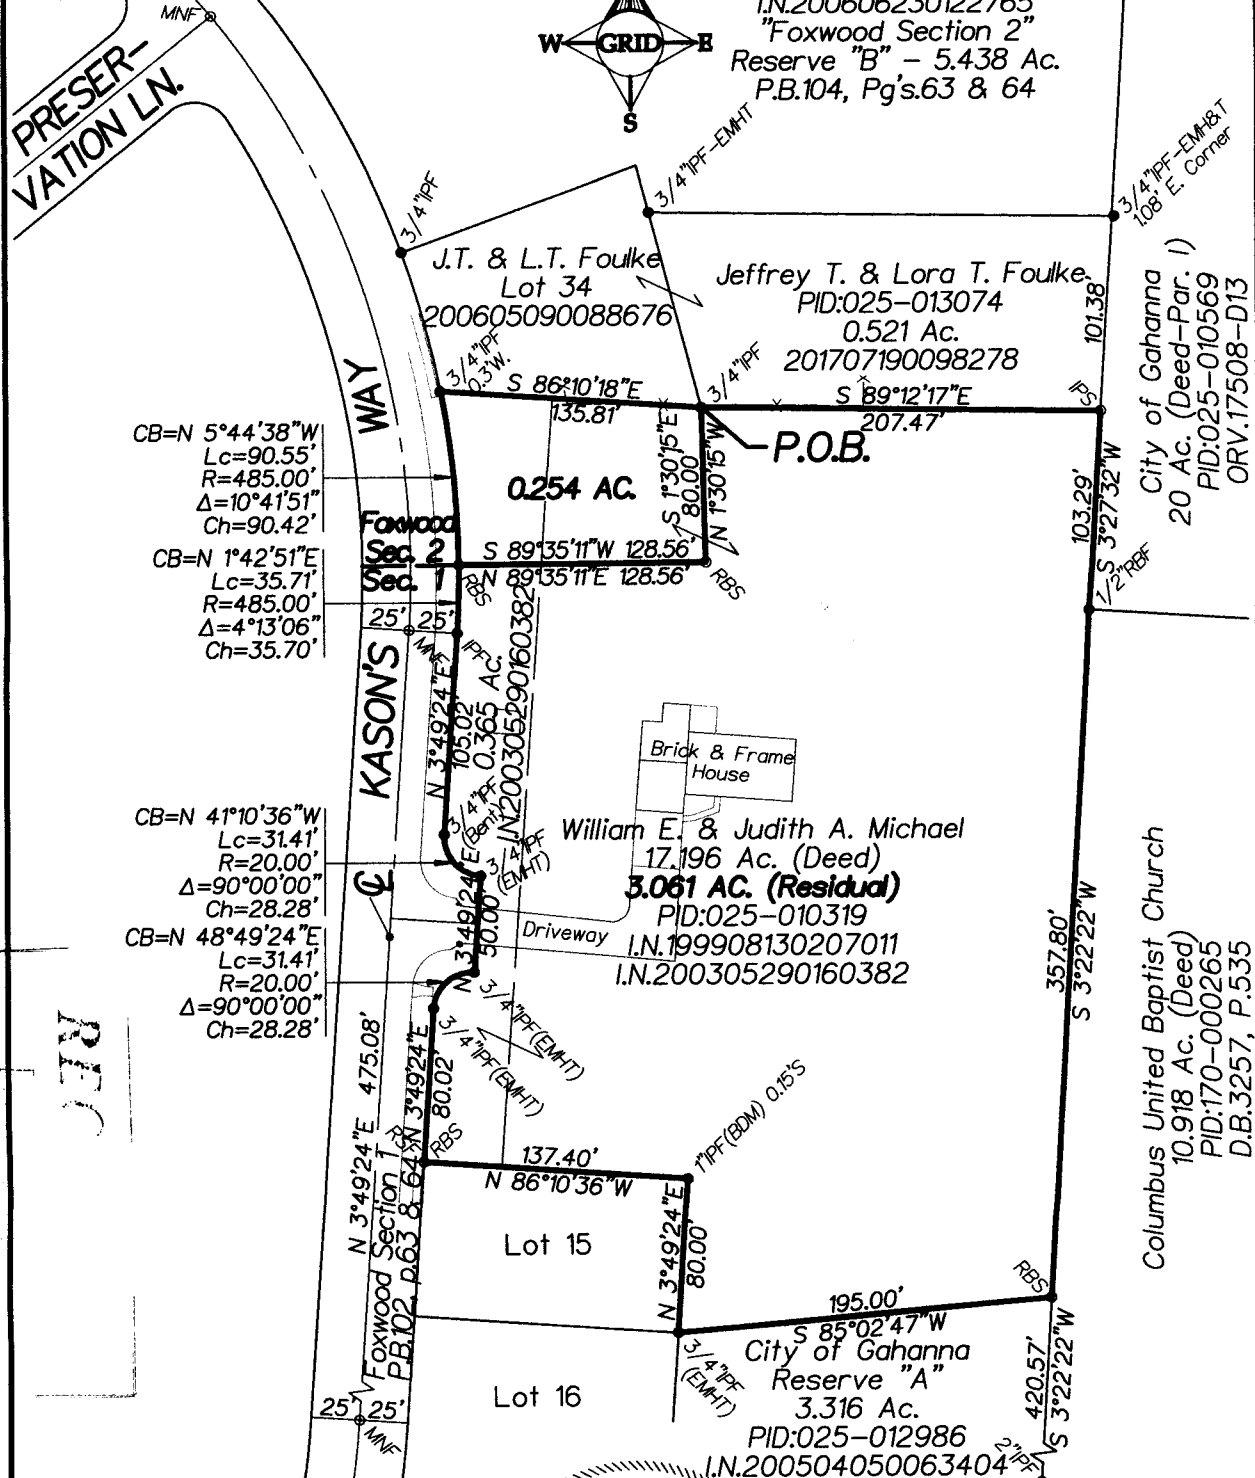 MNF
PRESER-
VATION LN.
W GRID E
S
I.N.200606230122765
"Foxwood Section 2"
Reserve "B" - 5.438 Ac.
P.B.104, Pg's.63 & 64
3/4"IPF
3/4"IPF-EMHT
3/4"IPF-EMH&T
1.08' E. Corner
J.T. & L.T. Foulke
Lot 34
200605090088676
Jeffrey T. & Lora T. Foulke
PID:025-013074
0.521 Ac.
201707190098278
101.38'
City of Gahanna
20 Ac. (Deed-Par. 1)
PID:025-010569
ORV.17508-D13
3/4"IPF
0.3'W.
S 86°10'18"E
135.81'
3/4"IPF
S 89°12'17"E
207.47'
IPS
P.O.B.
WAY
CB=N 5°44'38"W
Lc=90.55'
R=485.00'
Δ=10°41'51"
Ch=90.42'
0.254 AC.
S 1°30'15"E
80.00'
N 1°30'15"W
103.29'
S 3°27'32"W
1/2"RBF
Foxwood
Sec. 2
Sec. 1
S 89°35'11"W 128.56'
N 89°35'11"E 128.56'
RBS
RBS
CB=N 1°42'51"E
Lc=35.71'
R=485.00'
Δ=4°13'06"
Ch=35.70'
25' 25'
MNF
IPF
KASON'S
N 3°49'24"E
105.02'
0.365 Ac.
I.N.200305290160382
Brick & Frame
House
3/4"IPF
(Bent)
3/4"IPF
(EMHT)
CB=N 41°10'36"W
Lc=31.41'
R=20.00'
Δ=90°00'00"
Ch=28.28'
℄
William E. & Judith A. Michael
17.196 Ac. (Deed)
3.061 AC. (Residual)
PID:025-010319
I.N.199908130207011
I.N.200305290160382
N 3°49'24"E
50.00'
Driveway
CB=N 48°49'24"E
Lc=31.41'
R=20.00'
Δ=90°00'00"
Ch=28.28'
3/4"IPF(EMHT)
3/4"IPF(EMHT)
357.80'
S 3°22'22"W
Columbus United Baptist Church
10.918 Ac. (Deed)
PID:170-000265
D.B.3257, P.535
REC
N 3°49'24"E 475.08'
N 3°49'24"E
80.02'
RBS
1"IPF(BDM) 0.15'S
137.40'
N 86°10'36"W
Foxwood Section 1
P.B.102, p.63 & 64
Lot 15
N 3°49'24"E
80.00'
RBS
195.00'
S 85°02'47"W
3/4"IPF
(EMHT)
City of Gahanna
Reserve "A"
3.316 Ac.
PID:025-012986
I.N.200504050063404
420.57'
S 3°22'22"W
2"IPF
Lot 16
25' 25'
MNF